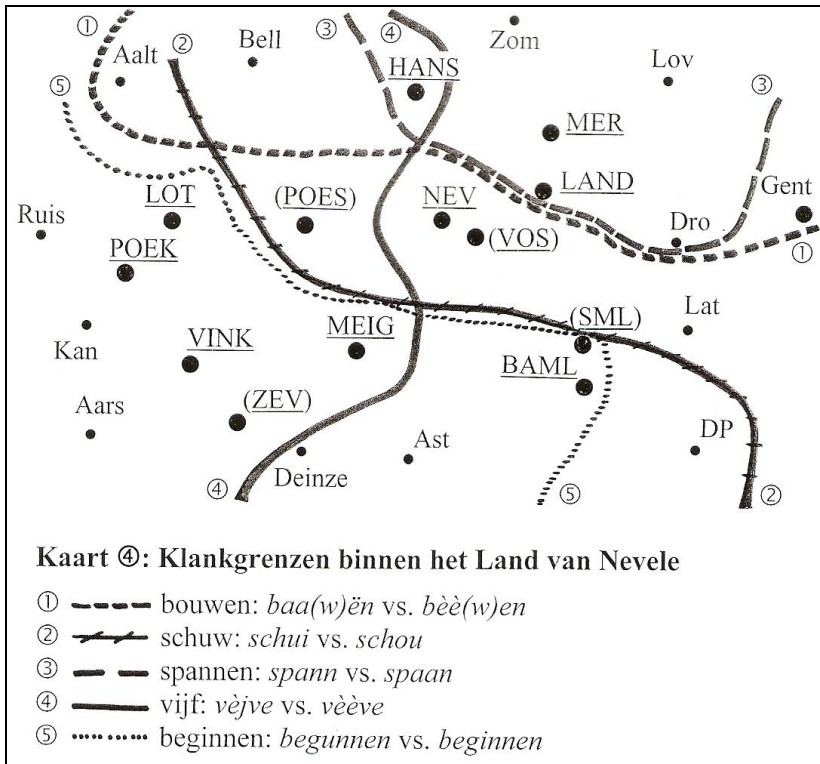 ① ② Bell ③ ④ Zom
Aalt HANS Lov
⑤ ③
MER
LOT (POES) NEV LAND Gent
Ruis (VOS) Dro
POEK ①
(SML) Lat
Kan VINK MEIG
BAML
Aars (ZEV)
Ast DP
Deinze
④ ⑤ ②
Kaart ④: Klankgrenzen binnen het Land van Nevele
① bouwen: baa(w)ën vs. bèè(w)en
② schuw: schui vs. schou
③ spannen: spann vs. spaan
④ vijf: vèjve vs. vèève
⑤ beginnen: begunnen vs. beginnen